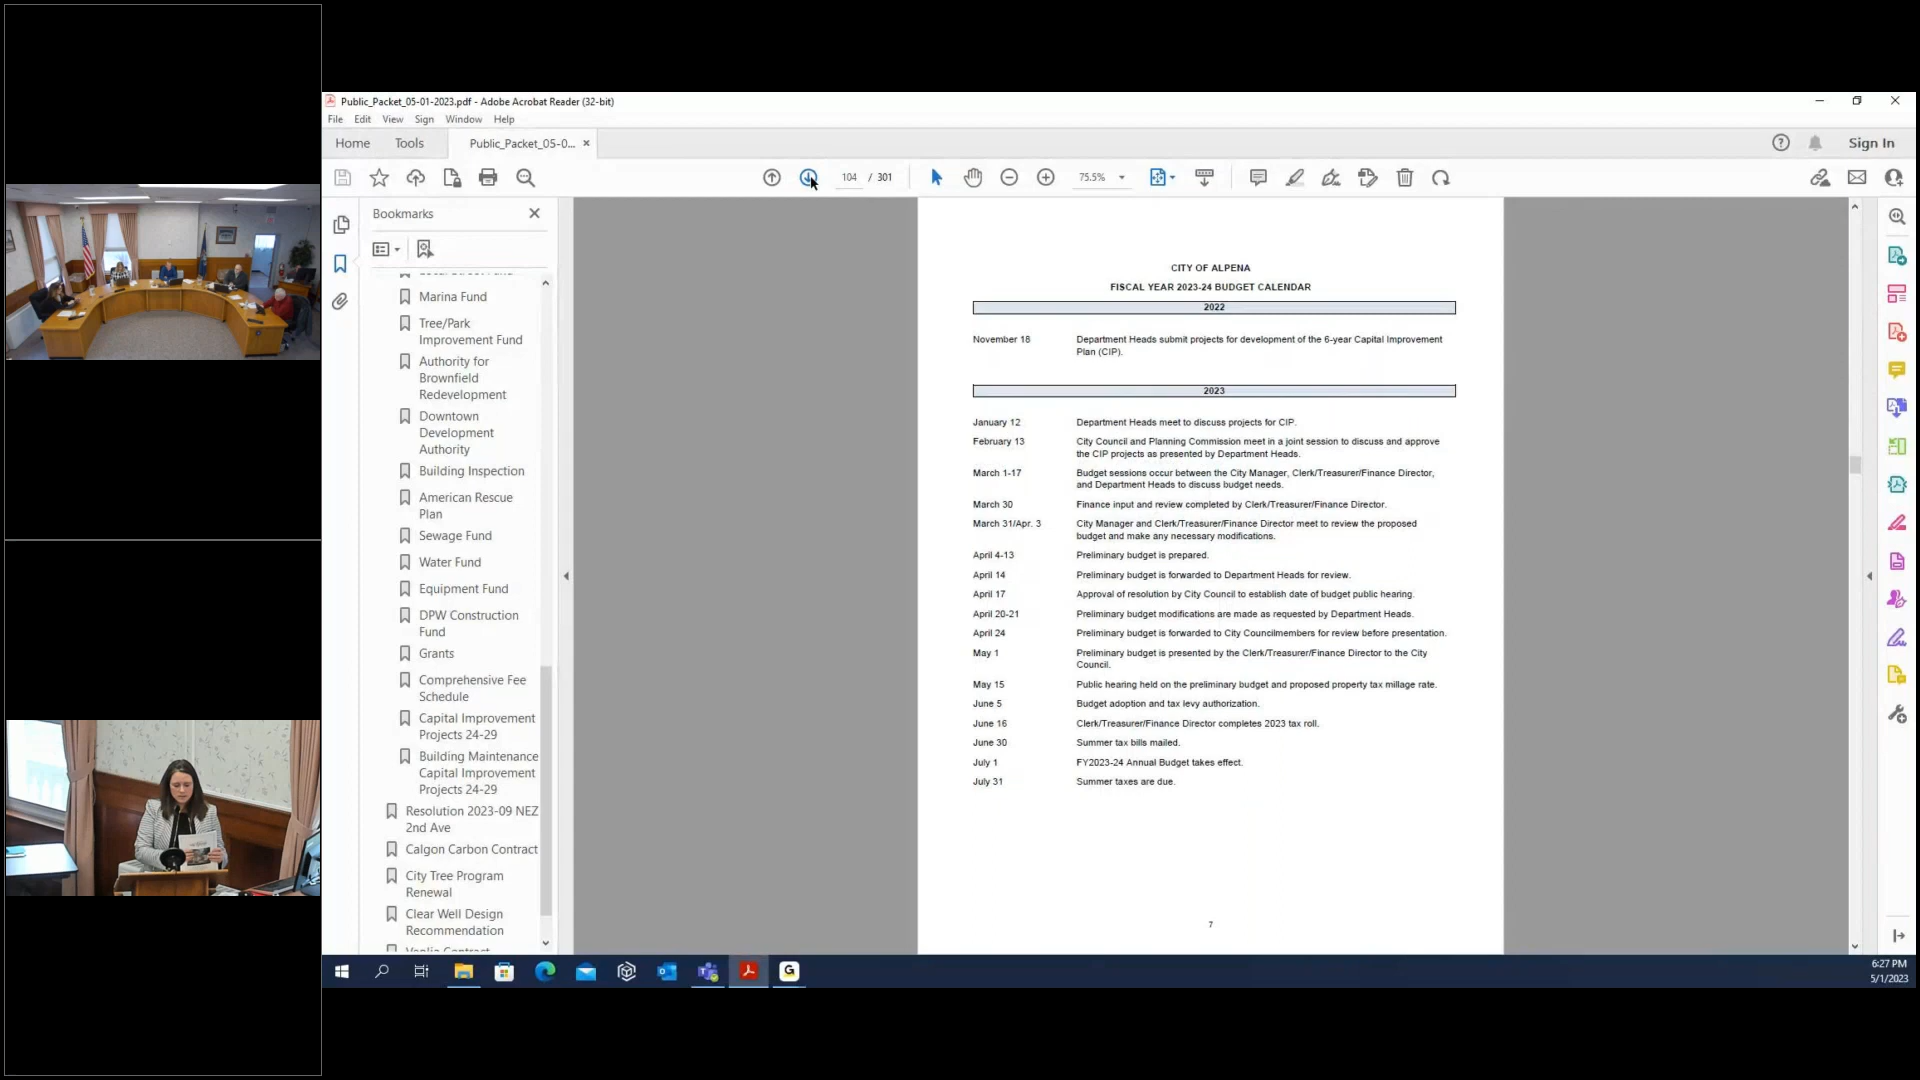 Public_Packet_05-01-2023.pdf - Adobe Acrobat Reader (32-bit)
File Edit View Sign Window Help
Home Tools Public_Packet_05-0... ×
Sign In
104 / 301
75.5%
Bookmarks
Marina Fund
Tree/Park
Improvement Fund
Authority for
Brownfield
Redevelopment
Downtown
Development
Authority
Building Inspection
American Rescue
Plan
Sewage Fund
Water Fund
Equipment Fund
DPW Construction
Fund
Grants
Comprehensive Fee
Schedule
Capital Improvement
Projects 24-29
Building Maintenance
Capital Improvement
Projects 24-29
Resolution 2023-09 NEZ
2nd Ave
Calgon Carbon Contract
City Tree Program
Renewal
Clear Well Design
Recommendation
CITY OF ALPENA
FISCAL YEAR 2023-24 BUDGET CALENDAR
2022
November 18 Department Heads submit projects for development of the 6-year Capital Improvement
Plan (CIP).
2023
January 12 Department Heads meet to discuss projects for CIP.
February 13 City Council and Planning Commission meet in a joint session to discuss and approve
the CIP projects as presented by Department Heads.
March 1-17 Budget sessions occur between the City Manager, Clerk/Treasurer/Finance Director,
and Department Heads to discuss budget needs.
March 30 Finance input and review completed by Clerk/Treasurer/Finance Director.
March 31/Apr. 3 City Manager and Clerk/Treasurer/Finance Director meet to review the proposed
budget and make any necessary modifications.
April 4-13 Preliminary budget is prepared.
April 14 Preliminary budget is forwarded to Department Heads for review.
April 17 Approval of resolution by City Council to establish date of budget public hearing.
April 20-21 Preliminary budget modifications are made as requested by Department Heads.
April 24 Preliminary budget is forwarded to City Councilmembers for review before presentation.
May 1 Preliminary budget is presented by the Clerk/Treasurer/Finance Director to the City
Council.
May 15 Public hearing held on the preliminary budget and proposed property tax millage rate.
June 5 Budget adoption and tax levy authorization.
June 16 Clerk/Treasurer/Finance Director completes 2023 tax roll.
June 30 Summer tax bills mailed.
July 1 FY2023-24 Annual Budget takes effect.
July 31 Summer taxes are due.
7
6:27 PM
5/1/2023